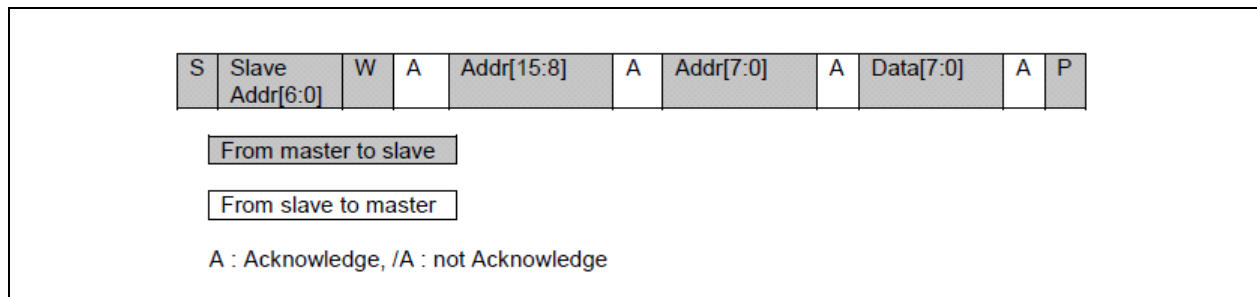 S Slave Addr[6:0] W A Addr[15:8] A Addr[7:0] A Data[7:0] A P
From master to slave
From slave to master
A : Acknowledge, /A : not Acknowledge